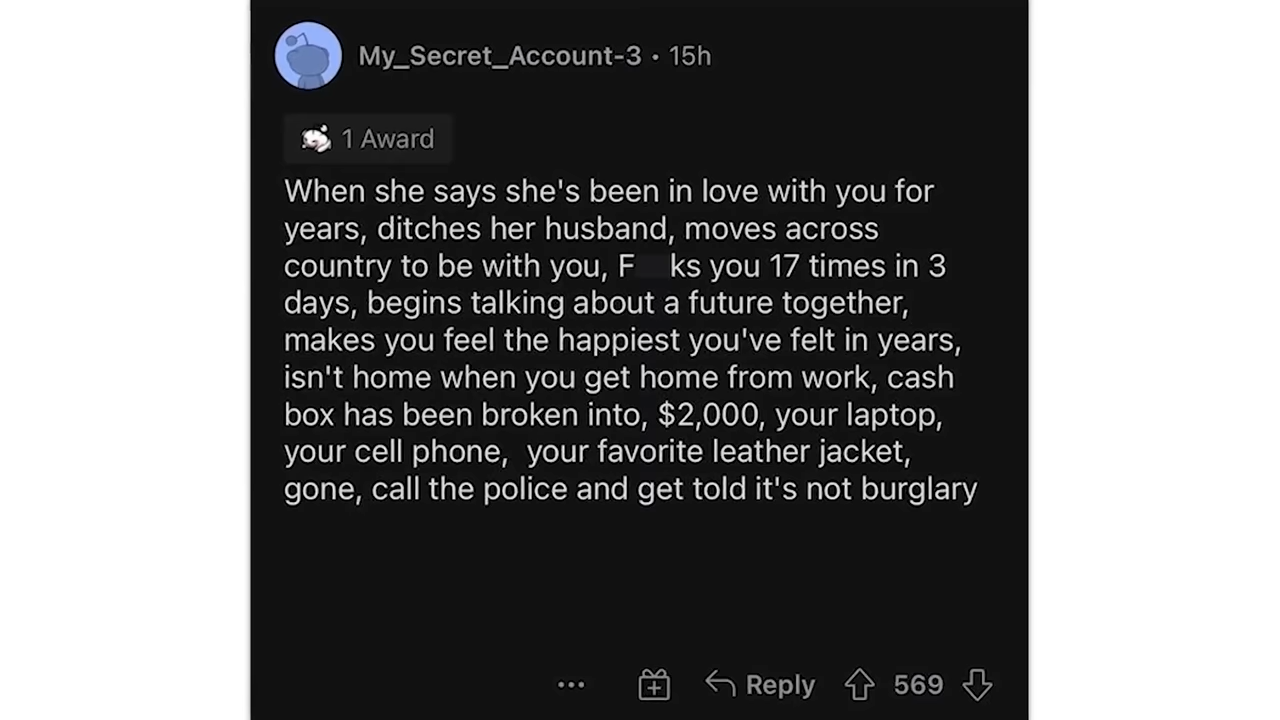 My_Secret_Account-3 • 15h
1 Award
When she says she's been in love with you for
years, ditches her husband, moves across
country to be with you, F ks you 17 times in 3
days, begins talking about a future together,
makes you feel the happiest you've felt in years,
isn't home when you get home from work, cash
box has been broken into, $2,000, your laptop,
your cell phone,  your favorite leather jacket,
gone, call the police and get told it's not burglary
... Reply 569